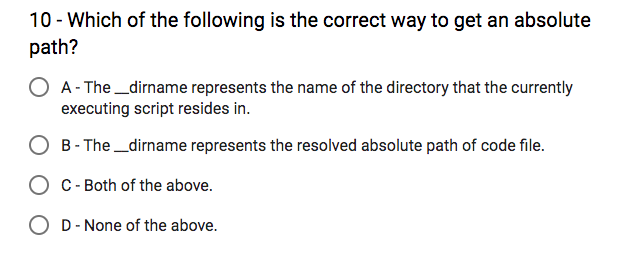 10 - Which of the following is the correct way to get an absolute
path?
A - The __dirname represents the name of the directory that the currently
executing script resides in.
B - The __dirname represents the resolved absolute path of code file.
C - Both of the above.
D - None of the above.